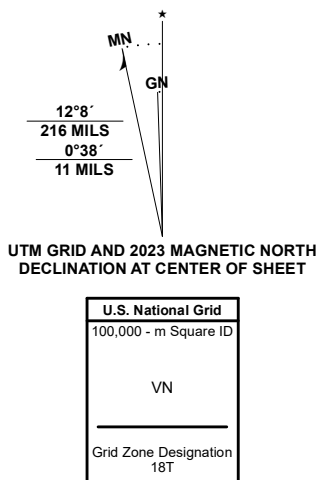 MN
GN
12°8´
216 MILS
0°38´
11 MILS
UTM GRID AND 2023 MAGNETIC NORTH
DECLINATION AT CENTER OF SHEET
U.S. National Grid
100,000 - m Square ID
VN
Grid Zone Designation
18T